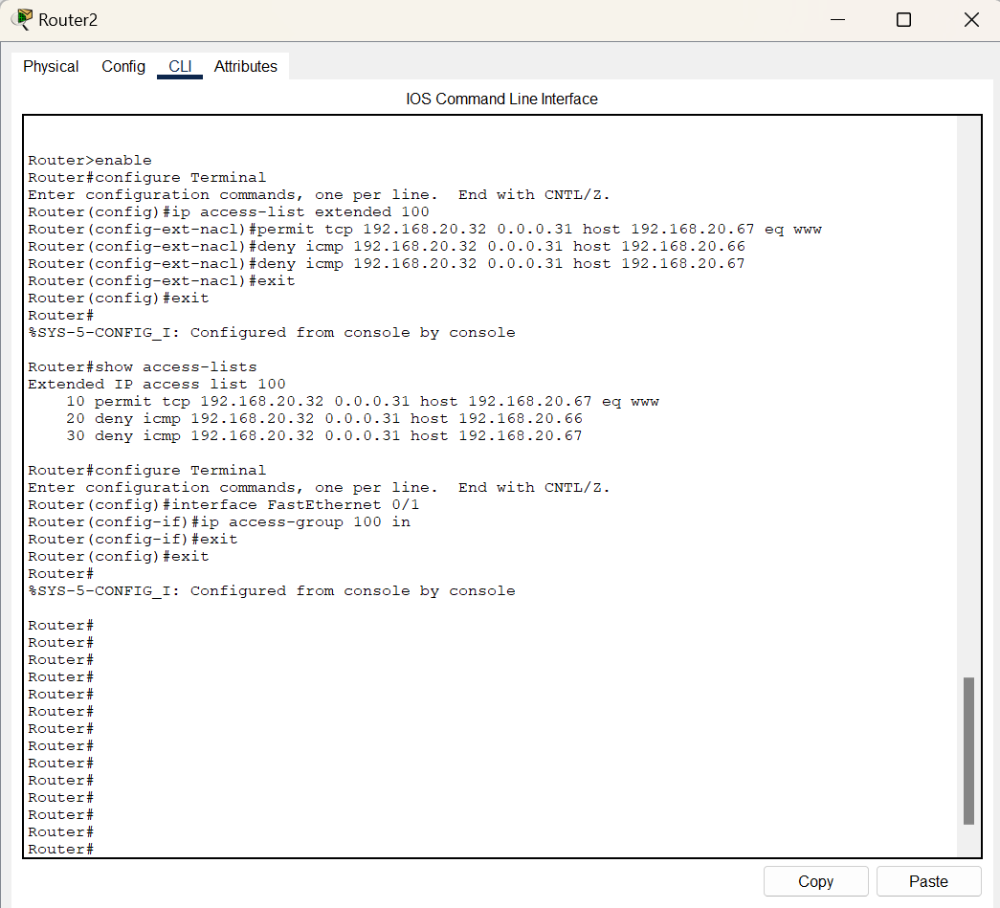 Router2
Physical Config CLI Attributes
IOS Command Line Interface
Router>enable
Router#configure Terminal
Enter configuration commands, one per line.  End with CNTL/Z.
Router(config)#ip access-list extended 100
Router(config-ext-nacl)#permit tcp 192.168.20.32 0.0.0.31 host 192.168.20.67 eq www
Router(config-ext-nacl)#deny icmp 192.168.20.32 0.0.0.31 host 192.168.20.66
Router(config-ext-nacl)#deny icmp 192.168.20.32 0.0.0.31 host 192.168.20.67
Router(config-ext-nacl)#exit
Router(config)#exit
Router#
%SYS-5-CONFIG_I: Configured from console by console
Router#show access-lists
Extended IP access list 100
    10 permit tcp 192.168.20.32 0.0.0.31 host 192.168.20.67 eq www
    20 deny icmp 192.168.20.32 0.0.0.31 host 192.168.20.66
    30 deny icmp 192.168.20.32 0.0.0.31 host 192.168.20.67
Router#configure Terminal
Enter configuration commands, one per line.  End with CNTL/Z.
Router(config)#interface FastEthernet 0/1
Router(config-if)#ip access-group 100 in
Router(config-if)#exit
Router(config)#exit
Router#
%SYS-5-CONFIG_I: Configured from console by console
Router#
Router#
Router#
Router#
Router#
Router#
Router#
Router#
Router#
Router#
Router#
Router#
Router#
Router#
Copy Paste